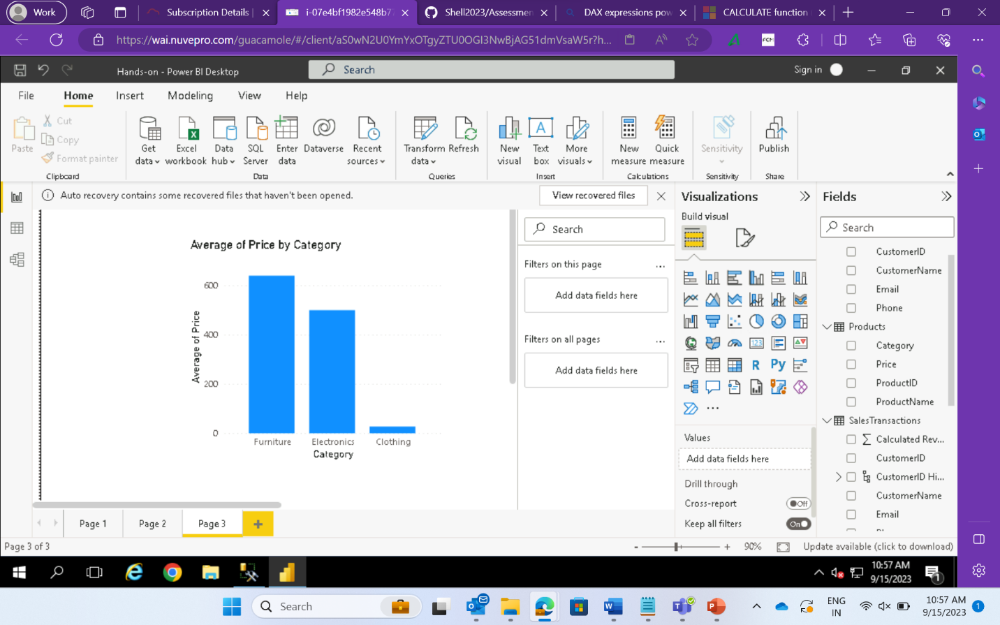 Work
Subscription Details |
i-07e4bf1982e548b77
Shell2023/Assessmen
DAX expressions pow
CALCULATE function
https://wai.nuvepro.com/guacamole/#/client/aS0wN2U0YmYxOTgyZTU0OGI3NwBjAG51dmVsaW5r?h...
FCM
Hands-on - Power BI Desktop
Search
Sign in
File
Home
Insert
Modeling
View
Help
Paste
Cut
Copy
Format painter
Clipboard
Get data
Excel workbook
Data hub
SQL Server
Enter data
Dataverse
Recent sources
Data
Transform data
Refresh
Queries
New visual
Text box
More visuals
Insert
New measure
Quick measure
Calculations
Sensitivity
Sensitivity
Publish
Share
Auto recovery contains some recovered files that haven't been opened.
View recovered files
Average of Price by Category
Average of Price
600
400
200
0
Furniture
Electronics
Clothing
Category
Search
Filters on this page
...
Add data fields here
Filters on all pages
...
Add data fields here
Visualizations
Build visual
123
R
Py
...
Values
Add data fields here
Drill through
Cross-report
Off
Keep all filters
On
Fields
Search
CustomerID
CustomerName
Email
Phone
Products
Category
Price
ProductID
ProductName
SalesTransactions
Calculated Rev...
CustomerID
CustomerID Hi...
CustomerName
Email
Page 1
Page 2
Page 3
Page 3 of 3
90%
Update available (click to download)
10:57 AM
9/15/2023
1
Search
ENG
IN
10:57 AM
9/15/2023
1